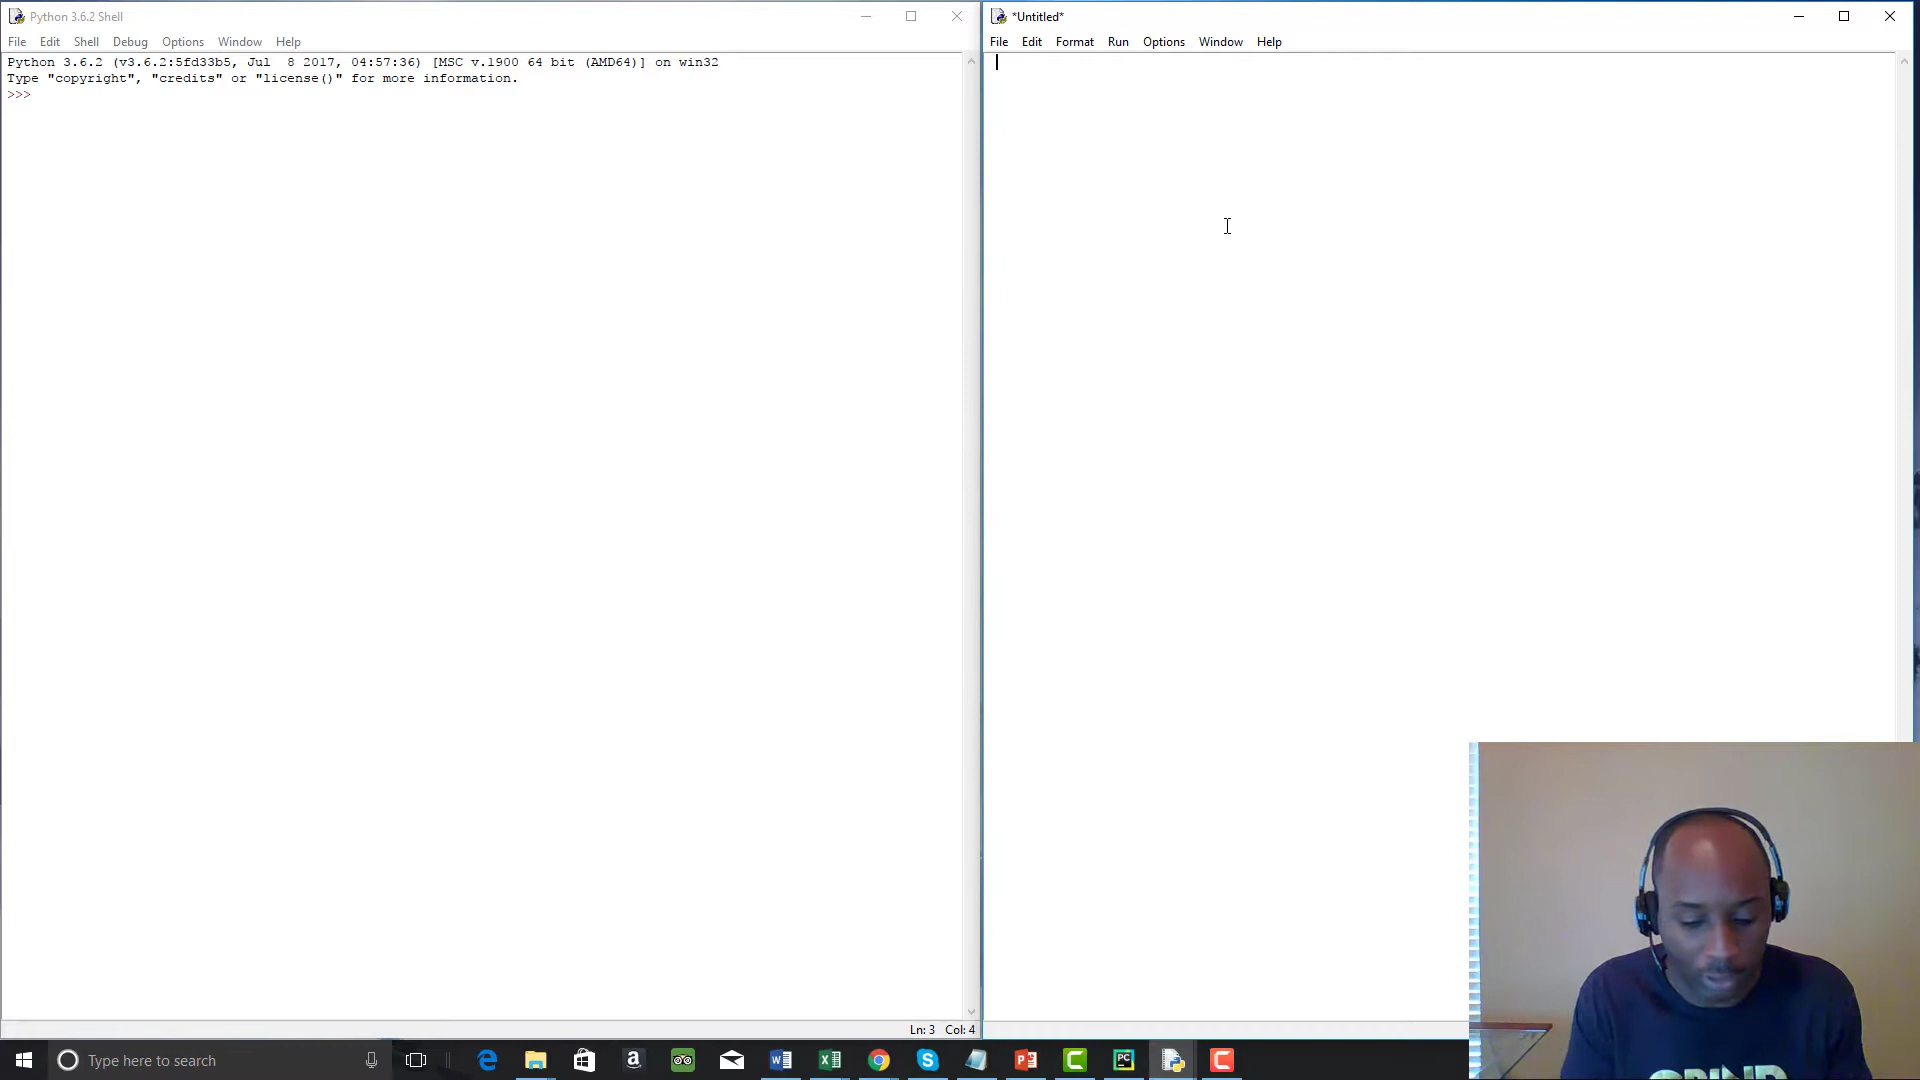 Python 3.6.2 Shell
File Edit Shell Debug Options Window Help
Python 3.6.2 (v3.6.2:5fd33b5, Jul  8 2017, 04:57:36) [MSC v.1900 64 bit (AMD64)] on win32
Type "copyright", "credits" or "license()" for more information.
>>>
Ln: 3 Col: 4
*Untitled*
File Edit Format Run Options Window Help
GRIND
Type here to search